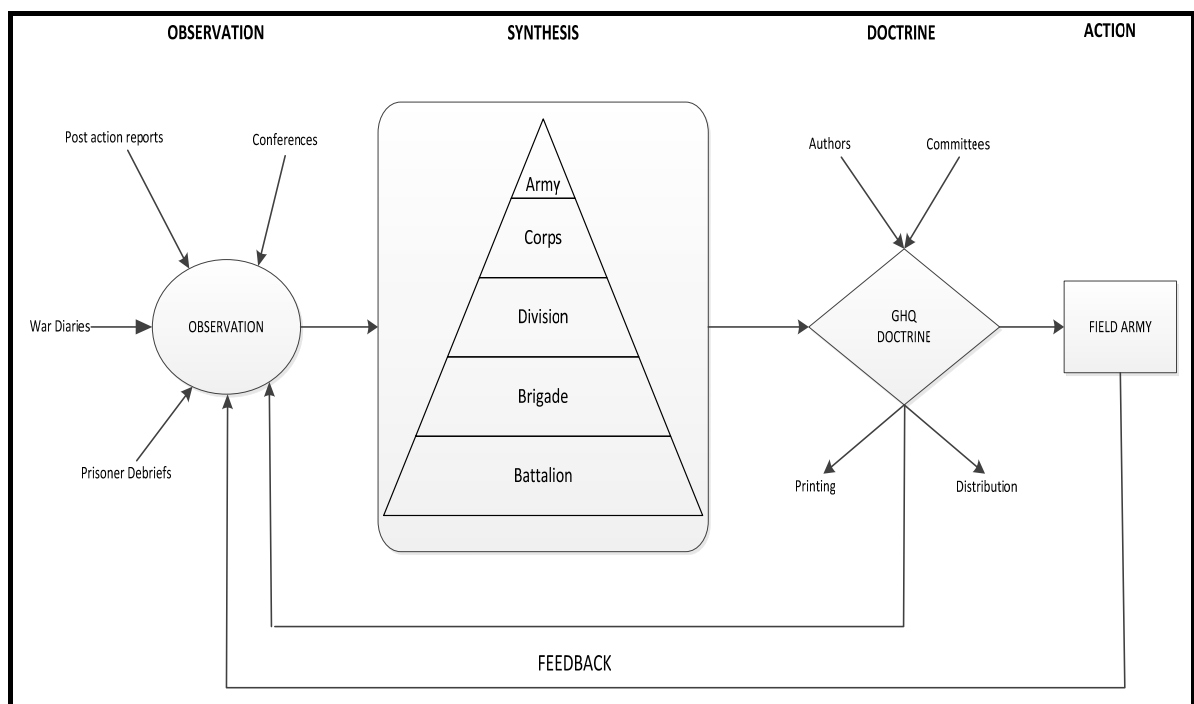 OBSERVATION
SYNTHESIS
DOCTRINE
ACTION
Post action reports
Conferences
War Diaries
OBSERVATION
Prisoner Debriefs
Army
Corps
Division
Brigade
Battalion
Authors
Committees
GHQ
DOCTRINE
Printing
Distribution
FIELD ARMY
FEEDBACK